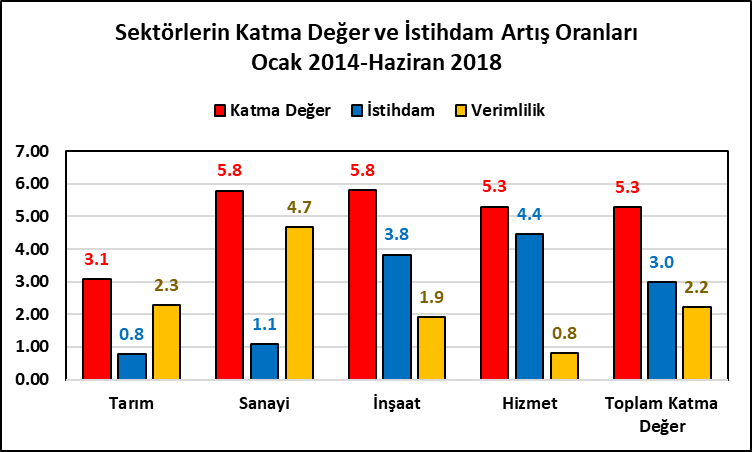 Sektörlerin Katma Değer ve İstihdam Artış Oranları
Ocak 2014-Haziran 2018
Katma Değer İstihdam Verimlilik
7.00
6.00
5.00
4.00
3.00
2.00
1.00
0.00
3.1 0.8 2.3
5.8 1.1 4.7
5.8 3.8 1.9
5.3 4.4 0.8
5.3 3.0 2.2
Tarım Sanayi İnşaat Hizmet Toplam Katma
Değer